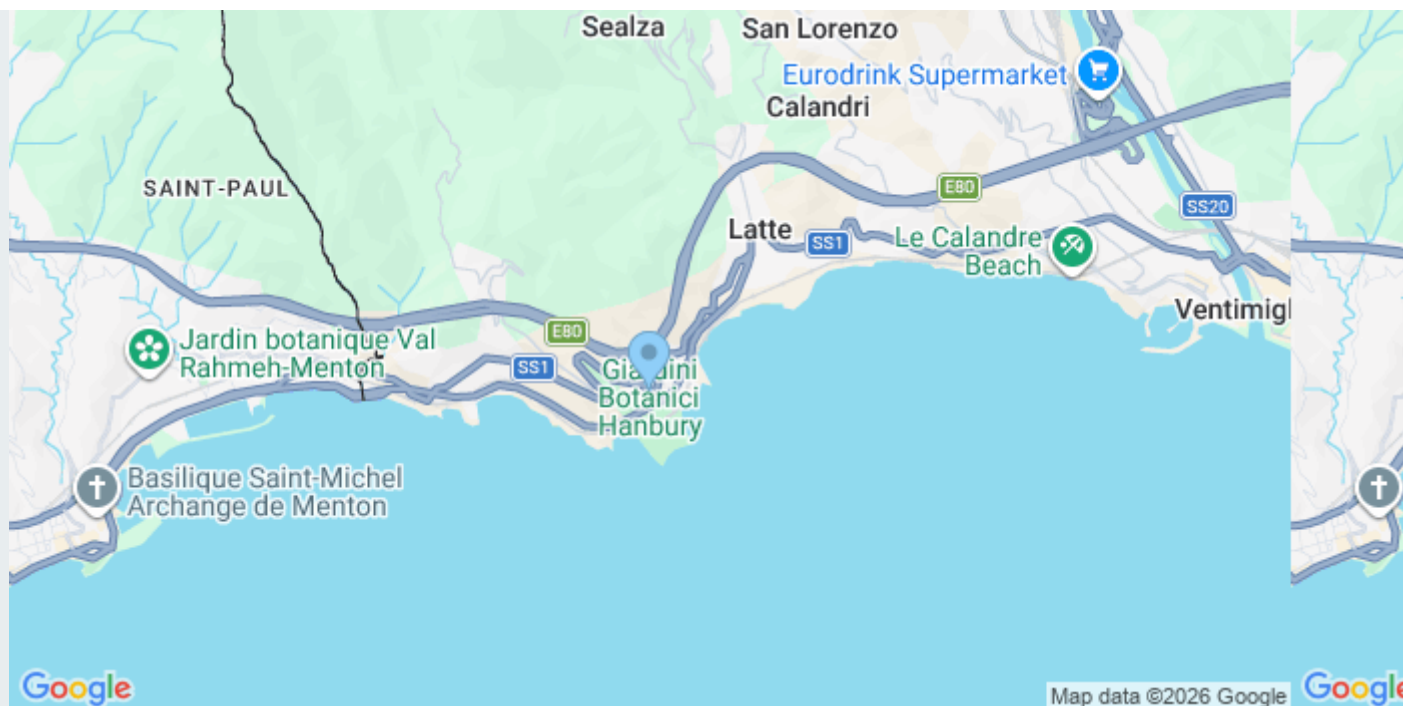 Sealza
San Lorenzo
Eurodrink Supermarket
Calandri
SAINT-PAUL
E80
SS20
Latte
SS1
Le Calandre
Beach
Ventimigl
E80
Jardin botanique Val
Rahmeh-Menton
SS1
Giardini
Botanici
Hanbury
Basilique Saint-Michel
Archange de Menton
Google
Map data ©2026 Google
Google